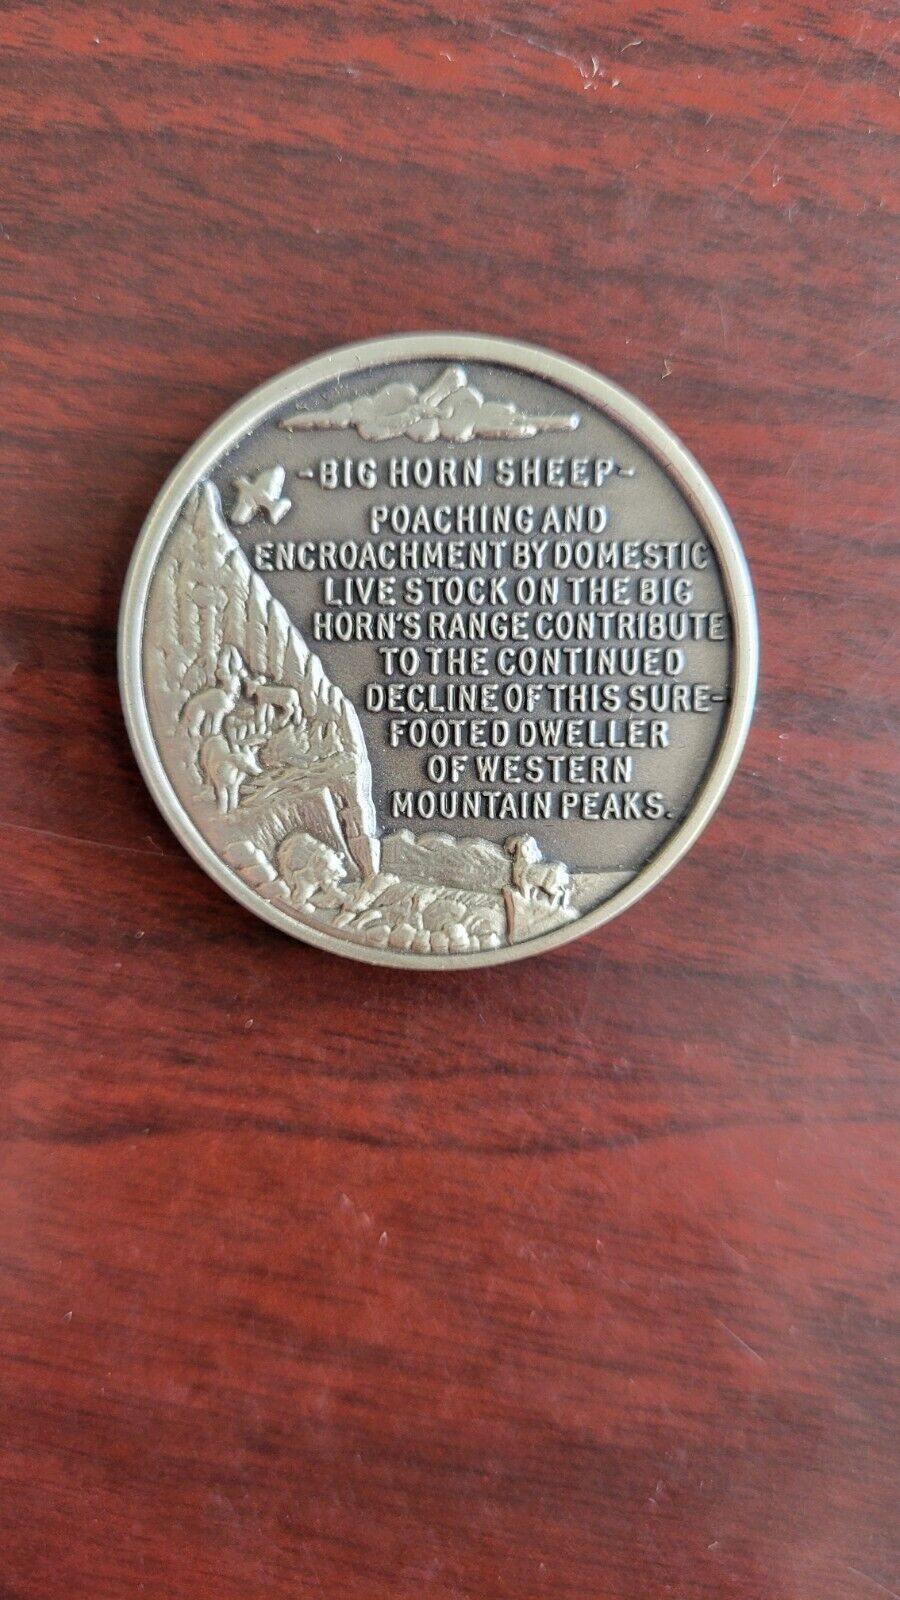 -BIG HORN SHEEP-
POACHING AND
ENCROACHMENT BY DOMESTIC
LIVE STOCK ON THE BIG
HORN'S RANGE CONTRIBUTE
TO THE CONTINUED
DECLINE OF THIS SURE-
FOOTED DWELLER
OF WESTERN
MOUNTAIN PEAKS.